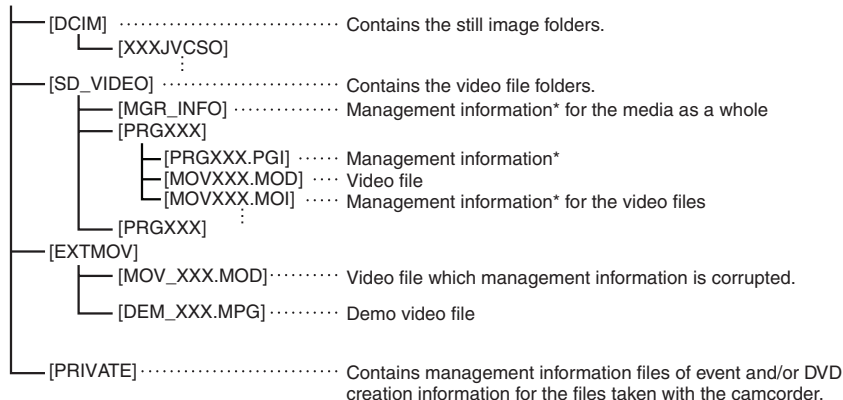 [DCIM] Contains the still image folders.
[XXXJVCSO]
[SD_VIDEO] Contains the video file folders.
[MGR_INFO] Management information* for the media as a whole
[PRGXXX]
[PRGXXX.PGI] Management information*
[MOVXXX.MOD] Video file
[MOVXXX.MOI] Management information* for the video files
[PRGXXX]
[EXTMOV]
[MOV_XXX.MOD] Video file which management information is corrupted.
[DEM_XXX.MPG] Demo video file
[PRIVATE] Contains management information files of event and/or DVD
creation information for the files taken with the camcorder.